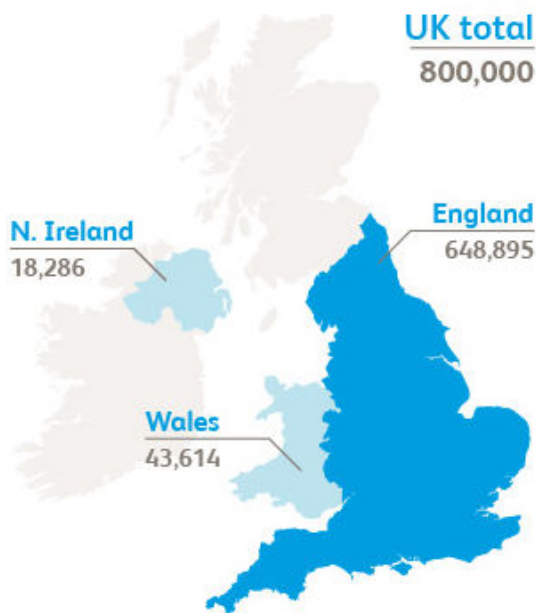 UK total
800,000
England
648,895
N. Ireland
18,286
Wales
43,614